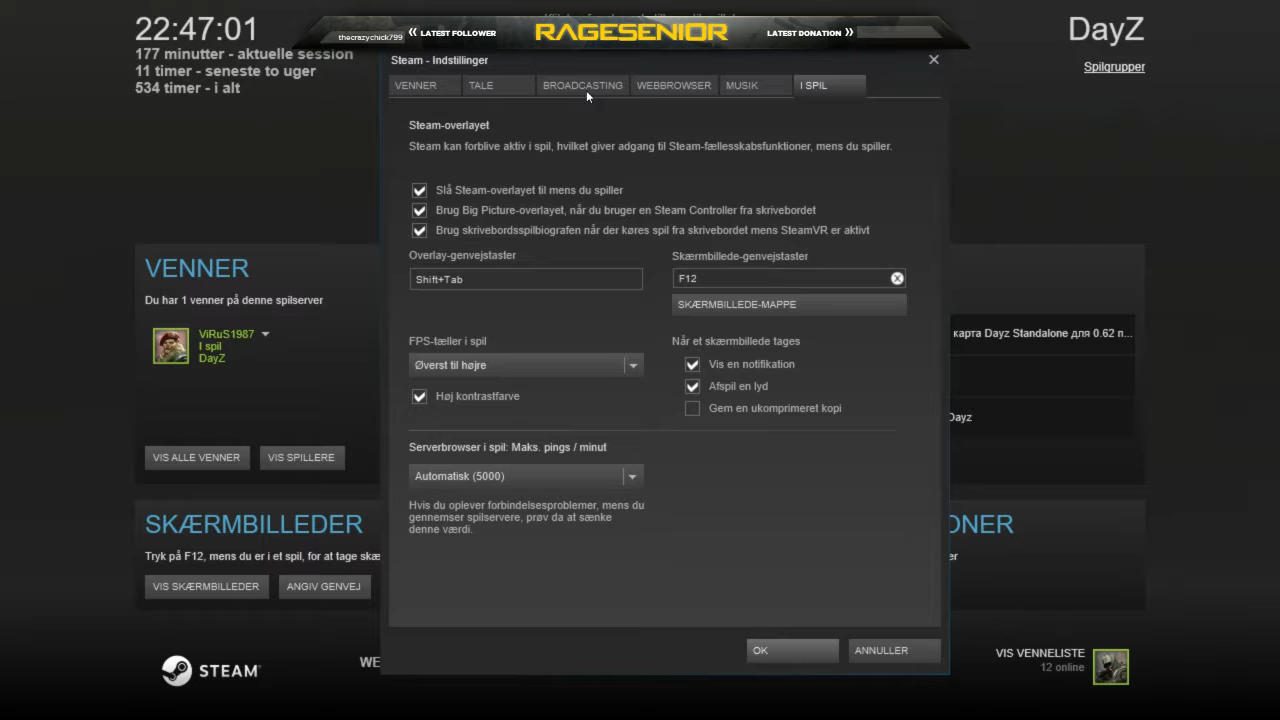 22:47:01
177 minutter - aktuelle session
11 timer - seneste to uger
534 timer - i alt
thecrazychick799
LATEST FOLLOWER
RAGESENIOR
LATEST DONATION
DayZ
Spilgrupper
Steam - Indstillinger
VENNER
TALE
BROADCASTING
WEBBROWSER
MUSIK
I SPIL
Steam-overlayet
Steam kan forblive aktiv i spil, hvilket giver adgang til Steam-fællesskabsfunktioner, mens du spiller.
Slå Steam-overlayet til mens du spiller
Brug Big Picture-overlayet, når du bruger en Steam Controller fra skrivebordet
Brug skrivebordsspilbiografen når der køres spil fra skrivebordet mens SteamVR er aktivt
Overlay-genvejstaster
Shift+Tab
Skærmbillede-genvejstaster
F12
SKÆRMBILLEDE-MAPPE
FPS-tæller i spil
Øverst til højre
Høj kontrastfarve
Når et skærmbillede tages
Vis en notifikation
Afspil en lyd
Gem en ukomprimeret kopi
Serverbrowser i spil: Maks. pings / minut
Automatisk (5000)
Hvis du oplever forbindelsesproblemer, mens du
gennemser spilservere, prøv da at sænke
denne værdi.
OK
ANNULLER
VENNER
Du har 1 venner på denne spilserver
ViRuS1987
I spil
DayZ
VIS ALLE VENNER
VIS SPILLERE
карта Dayz Standalone для 0.62 п...
Dayz
SKÆRMBILLEDER
Tryk på F12, mens du er i et spil, for at tage skæ
VIS SKÆRMBILLEDER
ANGIV GENVEJ
ONER
er
STEAM
WE
VIS VENNELISTE
12 online